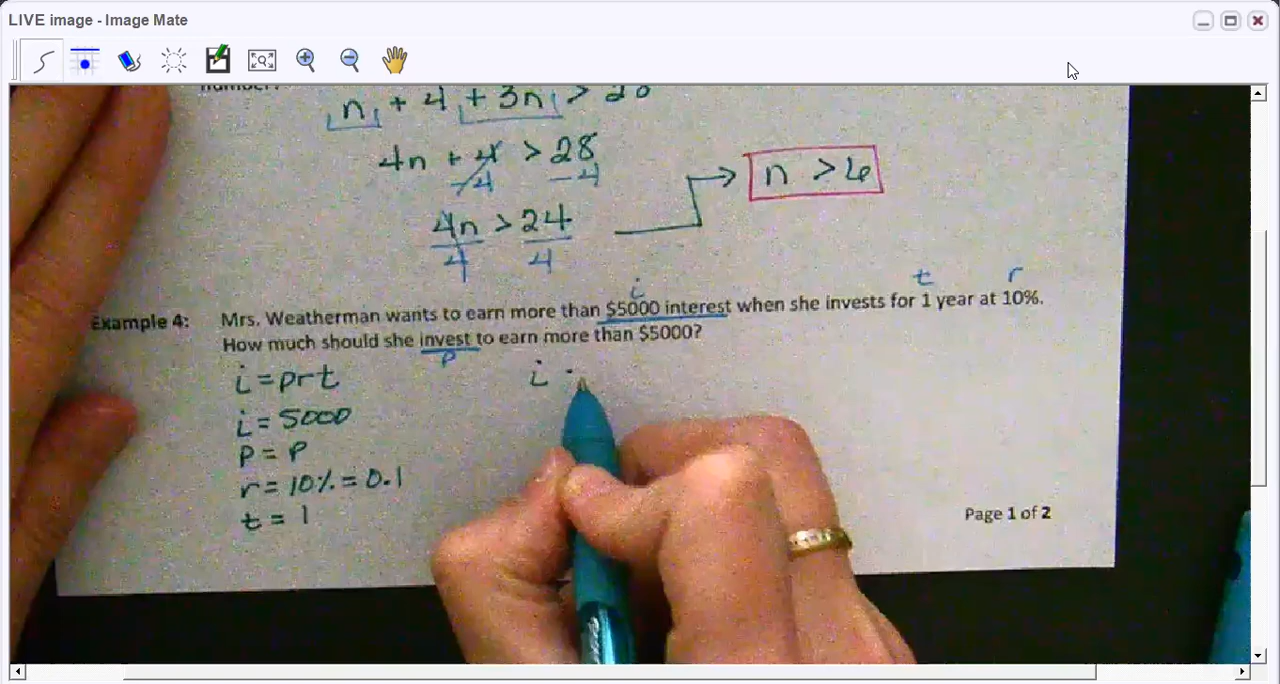 LIVE image - Image Mate
number.
n + 4 + 3n > 28
4n + 4 > 28
-4 -4
n > 6
4n > 24
4 4
i t r
Example 4: Mrs. Weatherman wants to earn more than $5000 interest when she invests for 1 year at 10%.
How much should she invest to earn more than $5000?
p
i = prt
i
i = 5000
p = p
r = 10% = 0.1
t = 1
Page 1 of 2